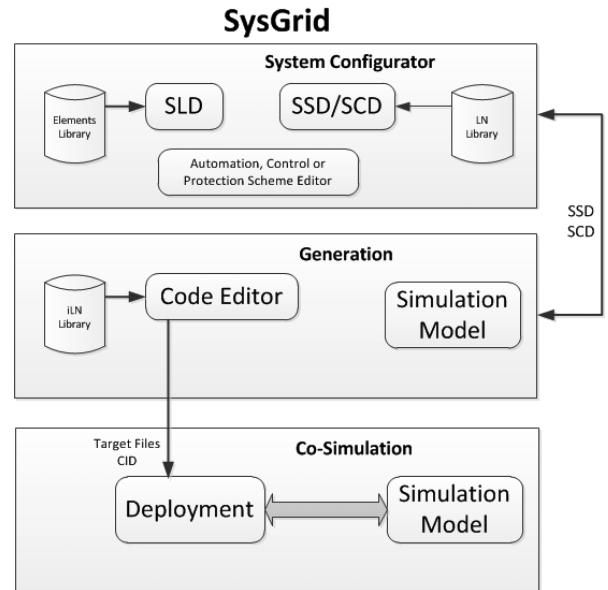 SysGrid
System Configurator
Elements
Library
SLD
SSD/SCD
LN
Library
Automation, Control or
Protection Scheme Editor
SSD
SCD
Generation
iLN
Library
Code Editor
Simulation
Model
Target Files
CID
Co-Simulation
Deployment
Simulation
Model